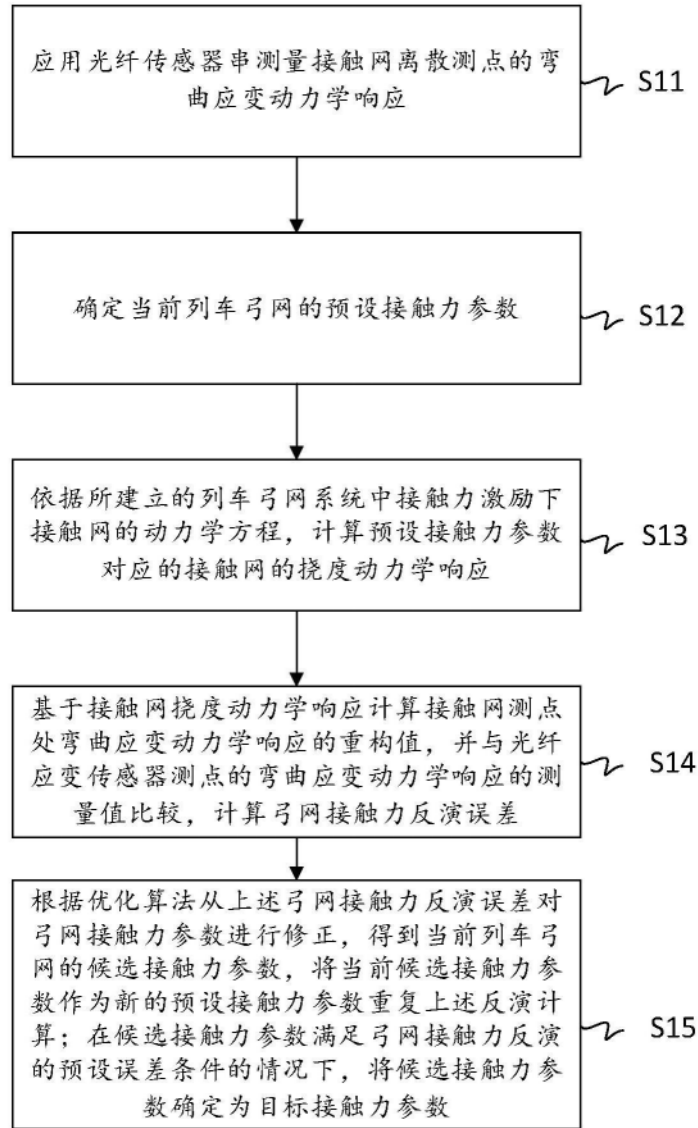 应用光纤传感器串测量接触网离散测点的弯
曲应变动力学响应
S11
确定当前列车弓网的预设接触力参数
S12
依据所建立的列车弓网系统中接触力激励下
接触网的动力学方程，计算预设接触力参数
对应的接触网的挠度动力学响应
S13
基于接触网挠度动力学响应计算接触网测点
处弯曲应变动力学响应的重构值，并与光纤
应变传感器测点的弯曲应变动力学响应的测
量值比较，计算弓网接触力反演误差
S14
根据优化算法从上述弓网接触力反演误差对
弓网接触力参数进行修正，得到当前列车弓
网的候选接触力参数，将当前候选接触力参
数作为新的预设接触力参数重复上述反演计
算；在候选接触力参数满足弓网接触力反演
的预设误差条件的情况下，将候选接触力参
数确定为目标接触力参数
S15